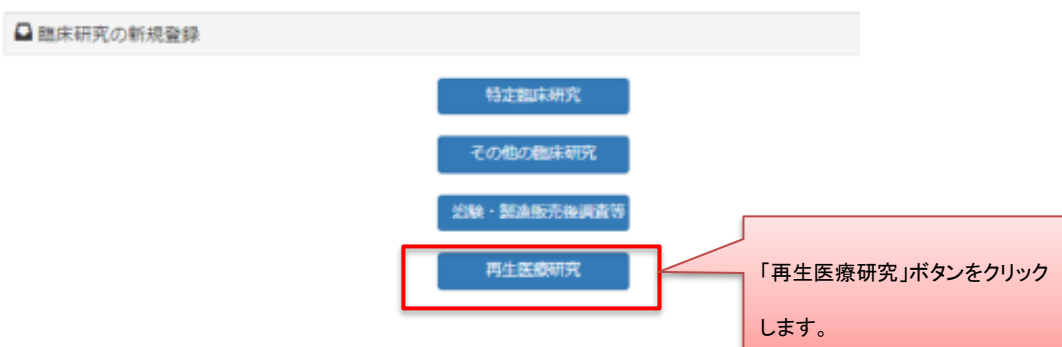 臨床研究の新規登録
特定臨床研究
その他の臨床研究
治験・製造販売後調査等
再生医療研究
「再生医療研究」ボタンをクリック
します。